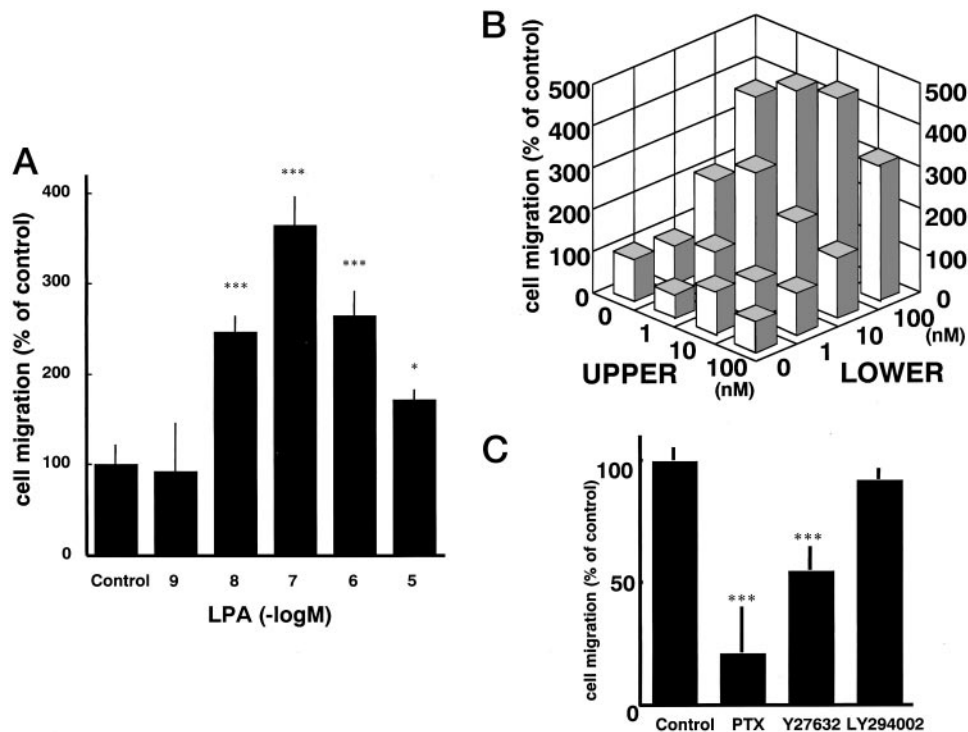 A
cell migration (% of control)
400
300
200
100
0
***
***
***
*
Control 9 8 7 6 5
LPA (-logM)
B
cell migration (% of control)
500
400
300
200
100
0
500
400
300
200
100
0
0 1 10 100
(nM)
UPPER
0 1 10 100
(nM)
LOWER
C
cell migration (% of control)
100
50
0
***
***
Control PTX Y27632 LY294002